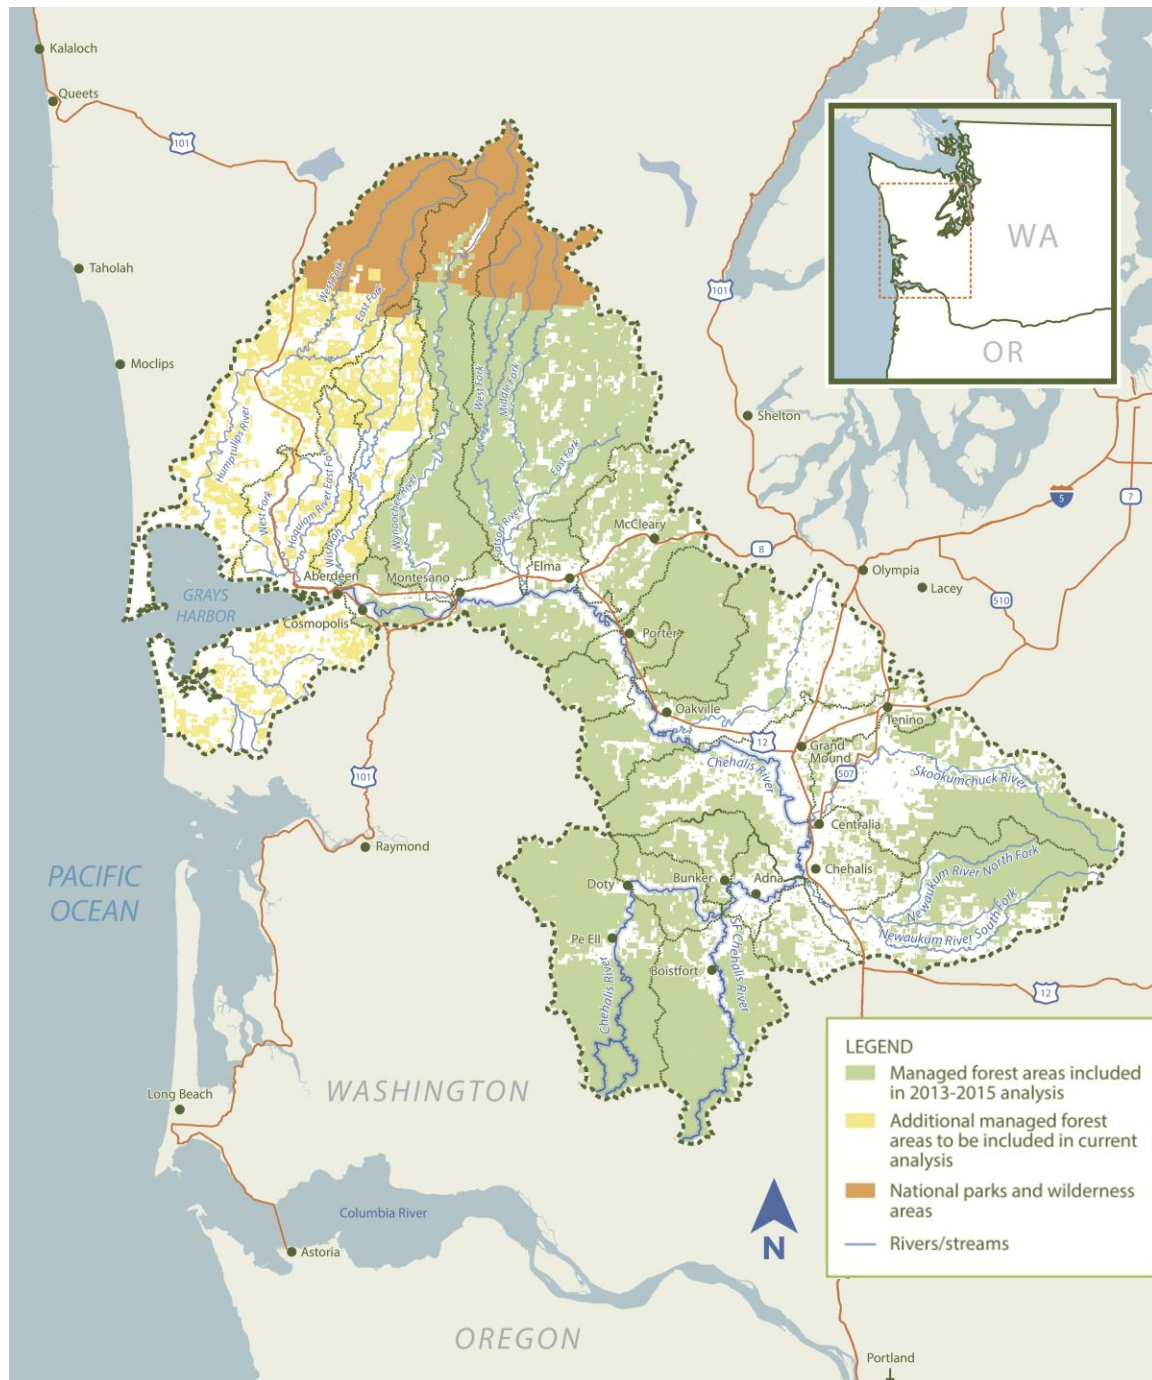 Kalaloch
Queets
101
Taholah
Moclips
WA
OR
101
Shelton
5
7
West Fork
East Fork
Humptulips River
West Fork
Hoquiam River East Fo
Wishkah
Wynoochee River
West Fork
Middle Fork
East Fork
Satsop River
McCleary
8
Olympia
Lacey
510
Elma
Aberdeen
Montesano
GRAYS
HARBOR
Cosmopolis
Porter
Oakville
Tenino
12
Grand
Mound
507
Chehalis River
Skookumchuck River
101
Raymond
Centralia
Chehalis
Newaukum River North Fork
Newaukum River South Fork
Doty
Bunker
Adna
Pe Ell
Boistfort
Chehalis River
SF Chehalis River
12
PACIFIC
OCEAN
WASHINGTON
Long Beach
Columbia River
Astoria
N
OREGON
Portland
LEGEND
Managed forest areas included
in 2013-2015 analysis
Additional managed forest
areas to be included in current
analysis
National parks and wilderness
areas
Rivers/streams